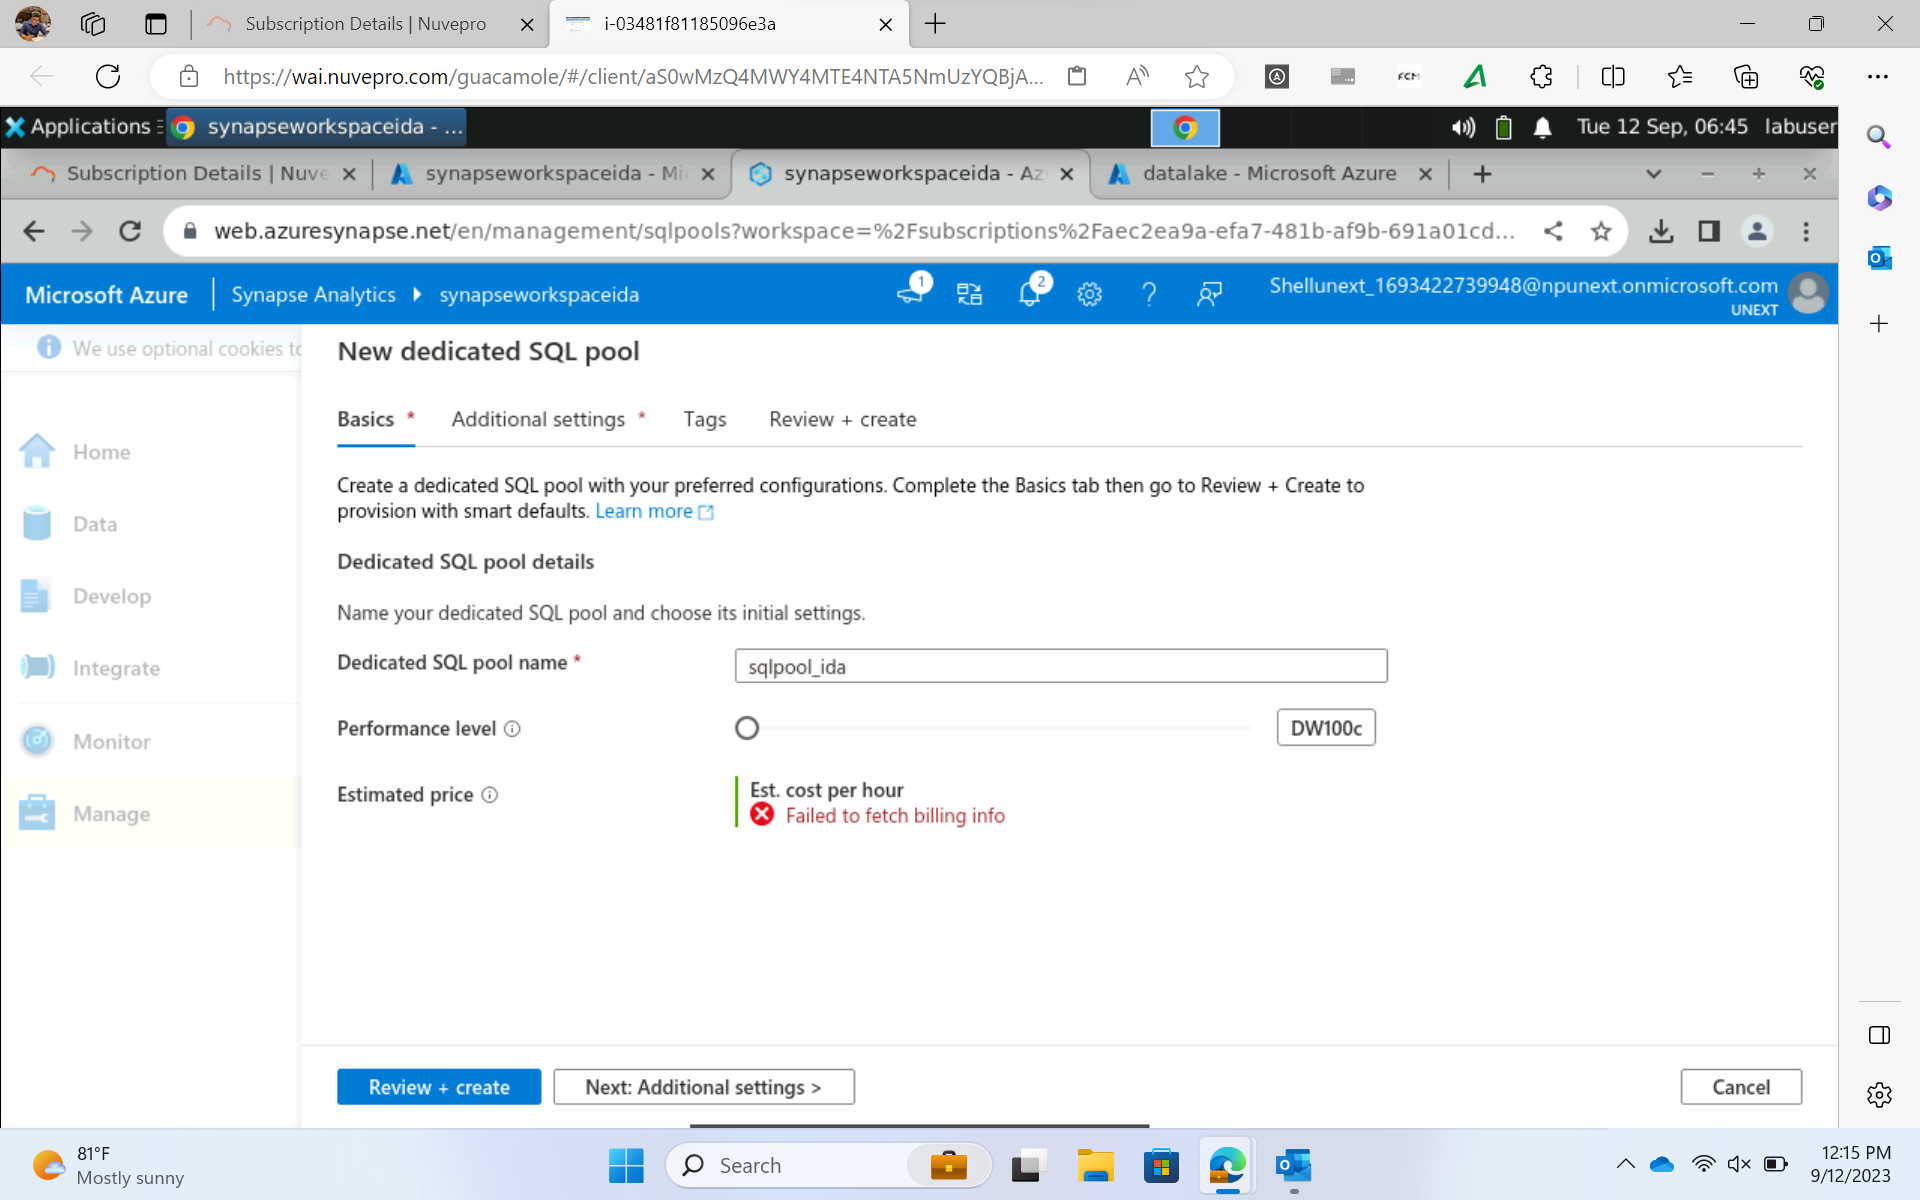 Subscription Details | Nuvepro
i-03481f81185096e3a
https://wai.nuvepro.com/guacamole/#/client/aS0wMzQ4MWY4MTE4NTA5NmUzYQBjA...
FCM
Applications
synapseworkspaceida - ...
Tue 12 Sep, 06:45 labuser
Subscription Details | Nuve
synapseworkspaceida - Mi
synapseworkspaceida - Az
datalake - Microsoft Azure
web.azuresynapse.net/en/management/sqlpools?workspace=%2Fsubscriptions%2Faec2ea9a-efa7-481b-af9b-691a01cd...
Microsoft Azure
Synapse Analytics
synapseworkspaceida
1
2
Shellunext_1693422739948@npunext.onmicrosoft.com
UNEXT
We use optional cookies to
New dedicated SQL pool
Basics *
Additional settings *
Tags
Review + create
Home
Data
Develop
Integrate
Monitor
Manage
Create a dedicated SQL pool with your preferred configurations. Complete the Basics tab then go to Review + Create to
provision with smart defaults. Learn more
Dedicated SQL pool details
Name your dedicated SQL pool and choose its initial settings.
Dedicated SQL pool name *
sqlpool_ida
Performance level
DW100c
Estimated price
Est. cost per hour
Failed to fetch billing info
Review + create
Next: Additional settings >
Cancel
81°F
Mostly sunny
Search
12:15 PM
9/12/2023